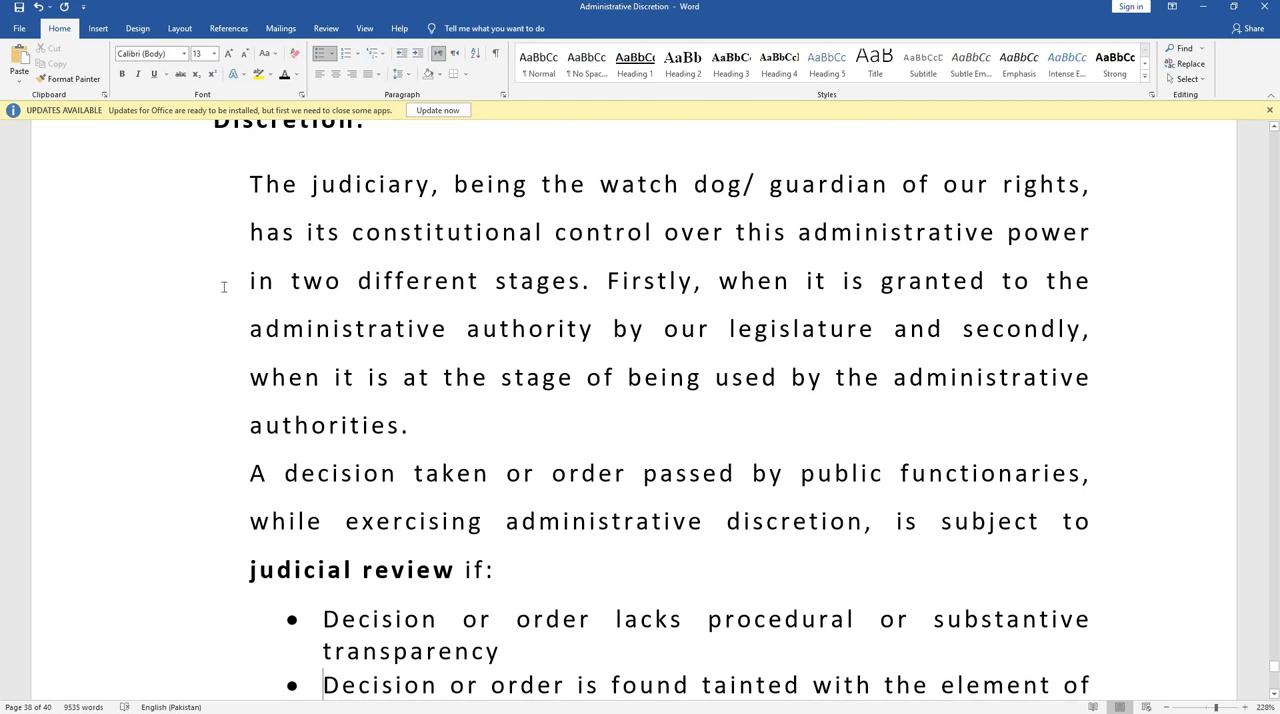 Administrative Discretion - Word
Sign in
File Home Insert Design Layout References Mailings Review View Help Tell me what you want to do Share
Paste Cut Copy Format Painter Clipboard
Calibri (Body) 13 Font
Paragraph
AaBbCc AaBbCc AaBbCc AaBb AaBbC AaBbCcI AaBbCc AaB AaBbCcC AaBbCc AaBbCc AaBbCc AaBbCc
¶ Normal ¶ No Spac... Heading 1 Heading 2 Heading 3 Heading 4 Heading 5 Title Subtitle Subtle Em... Emphasis Intense E... Strong
Styles
Find Replace Select Editing
UPDATES AVAILABLE Updates for Office are ready to be installed, but first we need to close some apps. Update now
Discretion:
The judiciary, being the watch dog/ guardian of our rights,
has its constitutional control over this administrative power
in two different stages. Firstly, when it is granted to the
administrative authority by our legislature and secondly,
when it is at the stage of being used by the administrative
authorities.
A decision taken or order passed by public functionaries,
while exercising administrative discretion, is subject to
judicial review if:
• Decision or order lacks procedural or substantive
transparency
• Decision or order is found tainted with the element of
Page 38 of 40 9535 words English (Pakistan) 228%